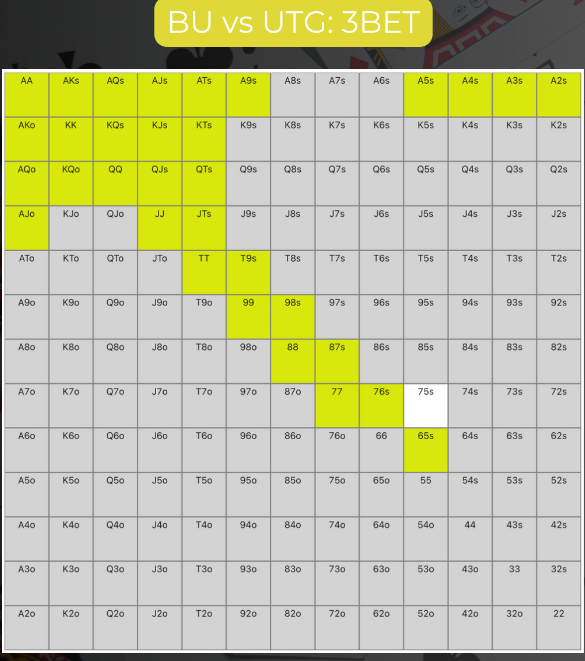 BU vs UTG: 3BET
AA AKs AQs AJs ATs A9s A8s A7s A6s A5s A4s A3s A2s
AKo KK KQs KJs KTs K9s K8s K7s K6s K5s K4s K3s K2s
AQo KQo QQ QJs QTs Q9s Q8s Q7s Q6s Q5s Q4s Q3s Q2s
AJo KJo QJo JJ JTs J9s J8s J7s J6s J5s J4s J3s J2s
ATo KTo QTo JTo TT T9s T8s T7s T6s T5s T4s T3s T2s
A9o K9o Q9o J9o T9o 99 98s 97s 96s 95s 94s 93s 92s
A8o K8o Q8o J8o T8o 98o 88 87s 86s 85s 84s 83s 82s
A7o K7o Q7o J7o T7o 97o 87o 77 76s 75s 74s 73s 72s
A6o K6o Q6o J6o T6o 96o 86o 76o 66 65s 64s 63s 62s
A5o K5o Q5o J5o T5o 95o 85o 75o 65o 55 54s 53s 52s
A4o K4o Q4o J4o T4o 94o 84o 74o 64o 54o 44 43s 42s
A3o K3o Q3o J3o T3o 93o 83o 73o 63o 53o 43o 33 32s
A2o K2o Q2o J2o T2o 92o 82o 72o 62o 52o 42o 32o 22